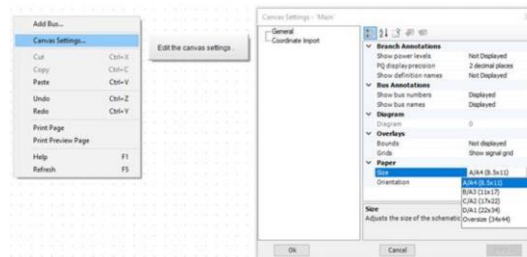 Add Bus...
Canvas Settings...
Cut Ctrl+X
Copy Ctrl+C
Paste Ctrl+V
Undo Ctrl+Z
Redo Ctrl+Y
Print Page
Print Preview Page
Help F1
Refresh F5
Edit the canvas settings .
Canvas Settings - 'Main'
General
Coordinate Import
Branch Annotations
Show power levels Not Displayed
PQ display precision 2 decimal places
Show definition names Not Displayed
Bus Annotations
Show bus numbers Displayed
Show bus names Displayed
Diagram
Diagram 0
Overlays
Bounds Not displayed
Grids Show signal grid
Paper
Size A/A4 (8.5x11)
Orientation
A/A4 (8.5x11)
B/A3 (11x17)
C/A2 (17x22)
D/A1 (22x34)
Oversize (34x44)
Size
Adjusts the size of the schematic
Ok Cancel